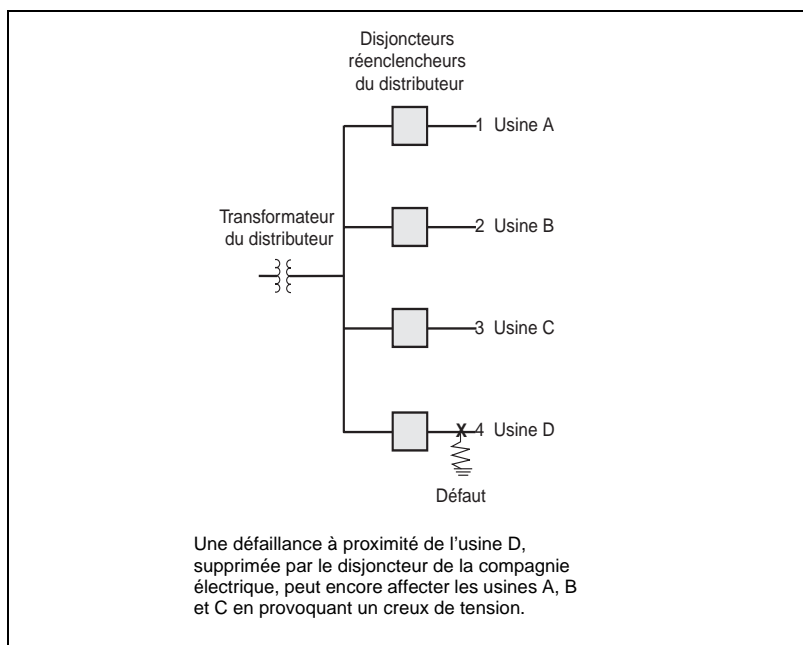 Disjoncteurs
réenclencheurs
du distributeur
1 Usine A
Transformateur
du distributeur
2 Usine B
3 Usine C
X
4 Usine D
Défaut
Une défaillance à proximité de l'usine D,
supprimée par le disjoncteur de la compagnie
électrique, peut encore affecter les usines A, B
et C en provoquant un creux de tension.